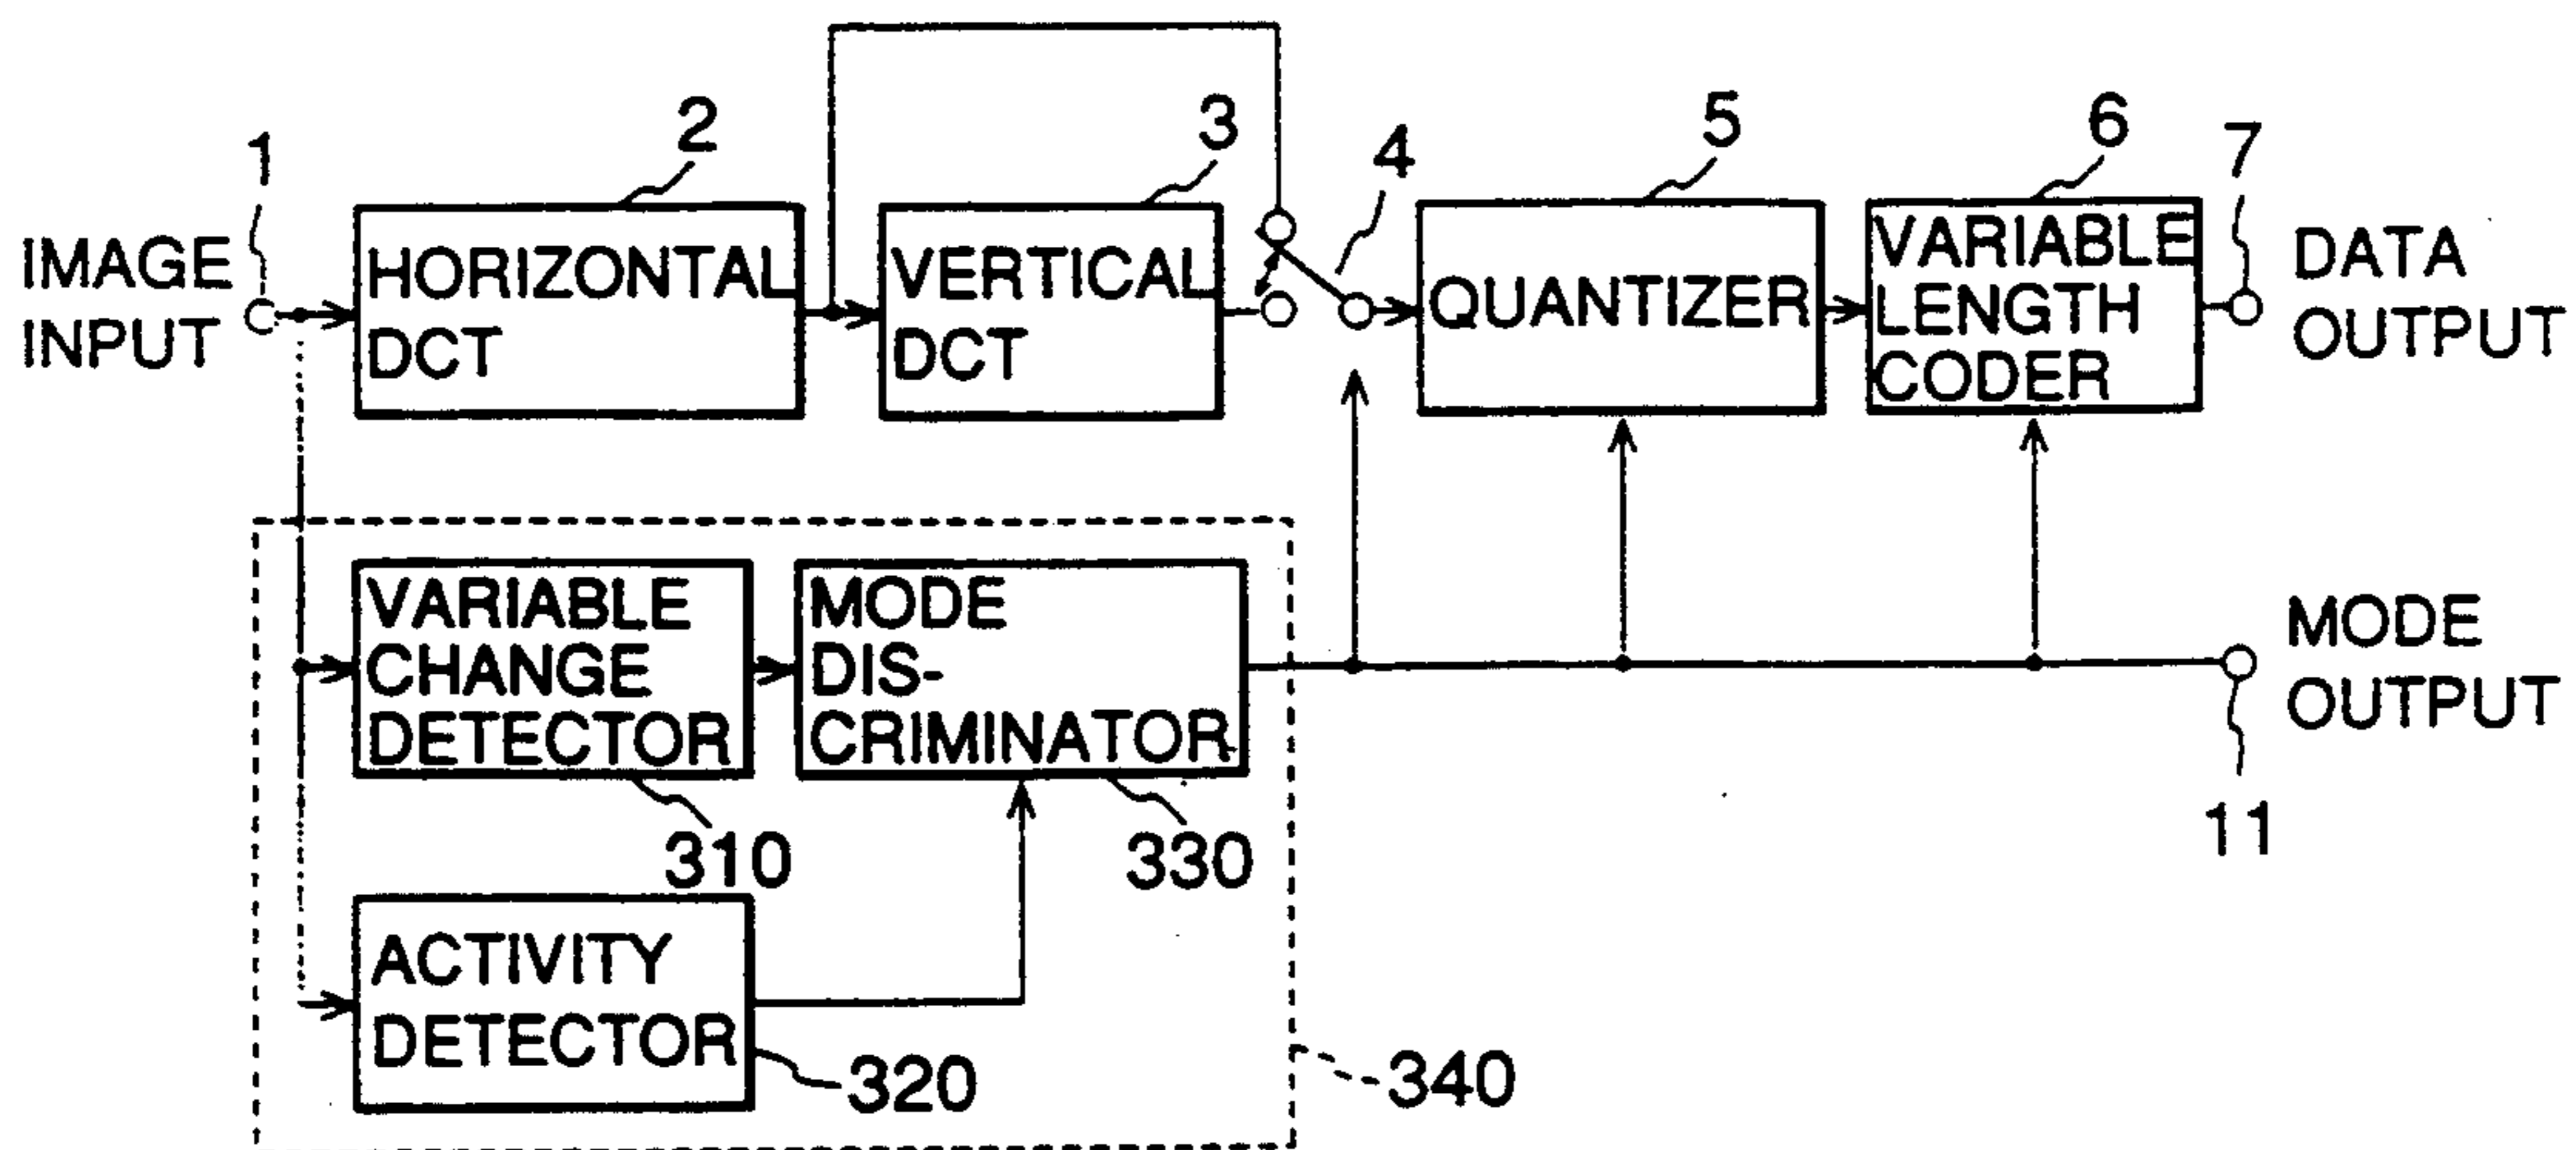 1
2
3
4
5
6
7
IMAGE
INPUT
HORIZONTAL
DCT
VERTICAL
DCT
QUANTIZER
VARIABLE
LENGTH
CODER
DATA
OUTPUT
VARIABLE
CHANGE
DETECTOR
MODE
DIS-
CRIMINATOR
MODE
OUTPUT
11
310
330
ACTIVITY
DETECTOR
320
340